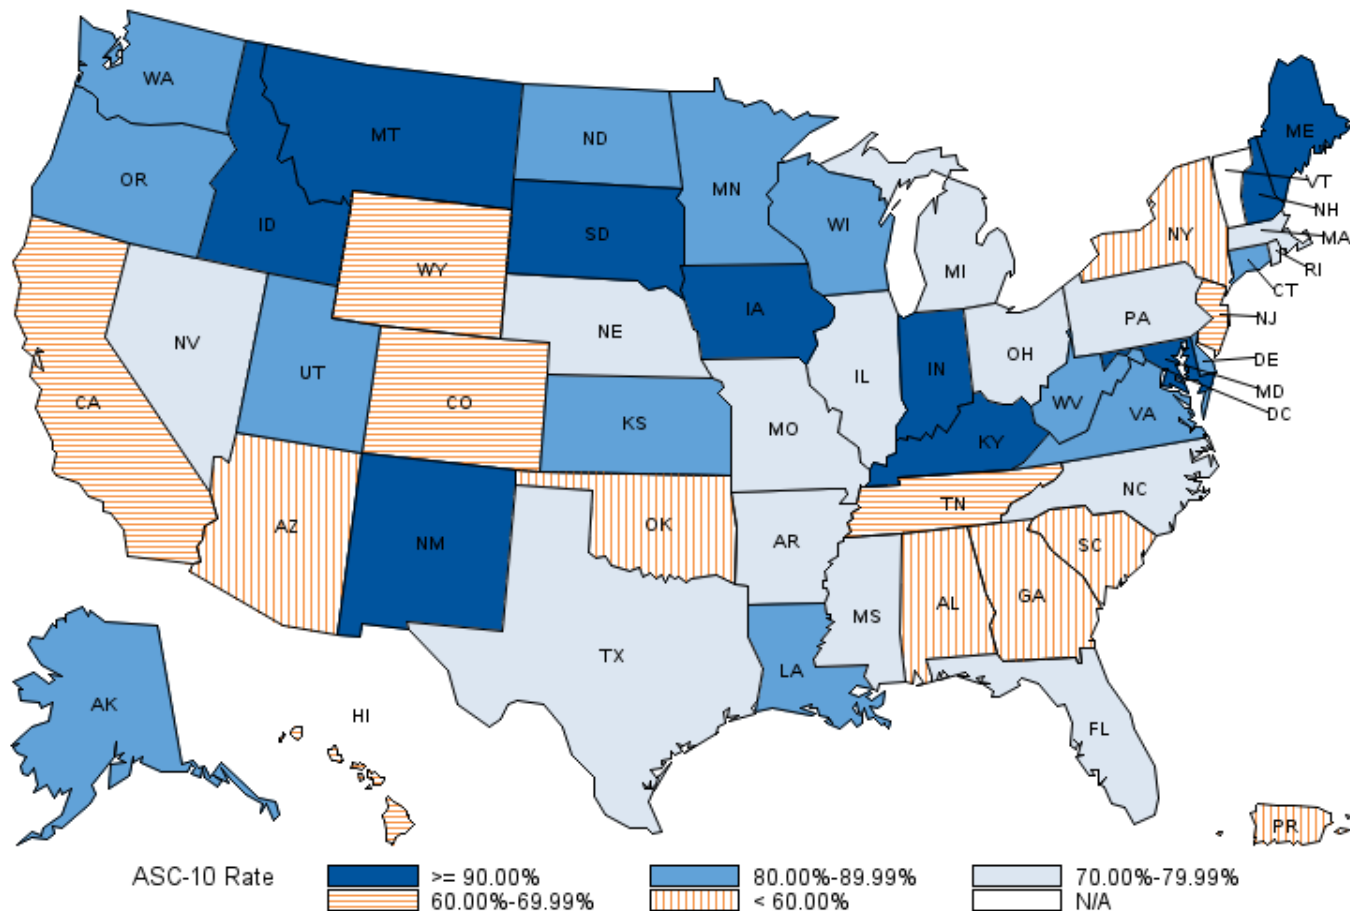 WA
MT
ND
MN
OR
ID
SD
WI
WY
MI
ME
VT
NH
NY
MA
RI
CT
NJ
PA
IA
NE
NV
UT
CO
CA
IL
IN
OH
DE
MD
DC
WV
VA
KS
MO
KY
NC
TN
AZ
NM
OK
AR
SC
MS
AL
GA
TX
LA
FL
AK
HI
PR
ASC-10 Rate
>= 90.00%
80.00%-89.99%
70.00%-79.99%
60.00%-69.99%
< 60.00%
N/A